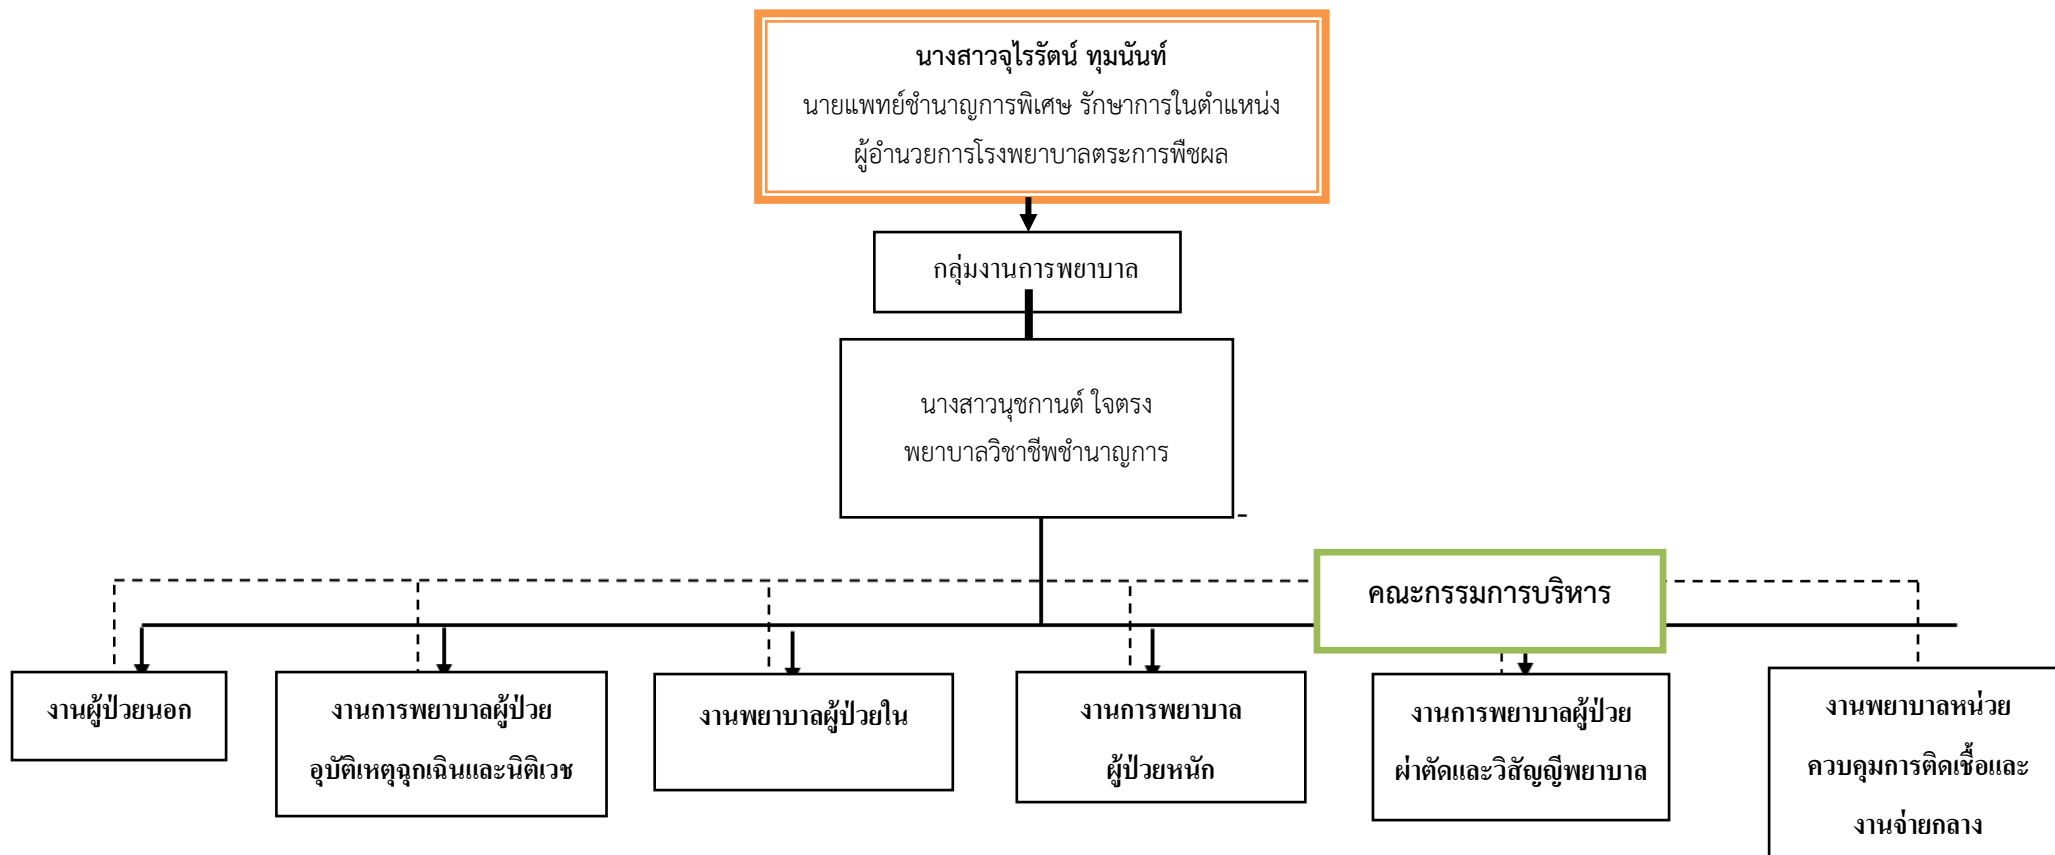 นางสาวจุไรรัตน์ ทุมนันท์
นายแพทย์ชำนาญการพิเศษ รักษาการในตำแหน่ง
ผู้อำนวยการโรงพยาบาลตระการพืชผล
กลุ่มงานการพยาบาล
นางสาวนุชกานต์ ใจตรง
พยาบาลวิชาชีพชำนาญการ
คณะกรรมการบริหาร
งานผู้ป่วยนอก
งานการพยาบาลผู้ป่วย
อุบัติเหตุฉุกเฉินและนิติเวช
งานพยาบาลผู้ป่วยใน
งานการพยาบาล
ผู้ป่วยหนัก
งานการพยาบาลผู้ป่วย
ผ่าตัดและวิสัญญีพยาบาล
งานพยาบาลหน่วย
ควบคุมการติดเชื้อและ
งานจ่ายกลาง